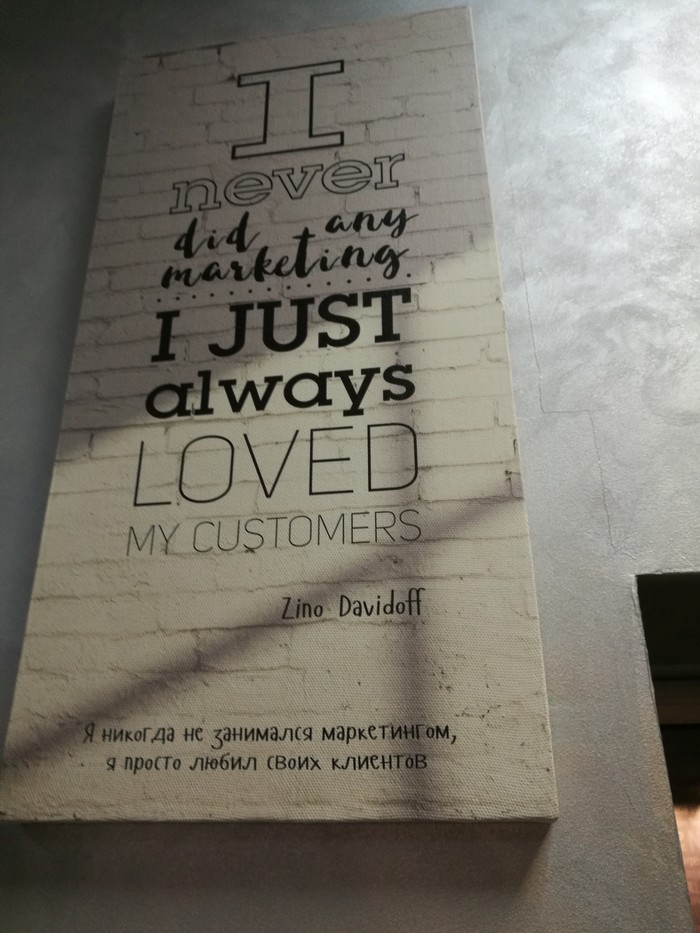 I
never
did any
marketing.
I JUST
always
LOVED
MY CUSTOMERS
Zino Davidoff
Я никогда не занимался маркетингом,
я просто любил своих клиентов